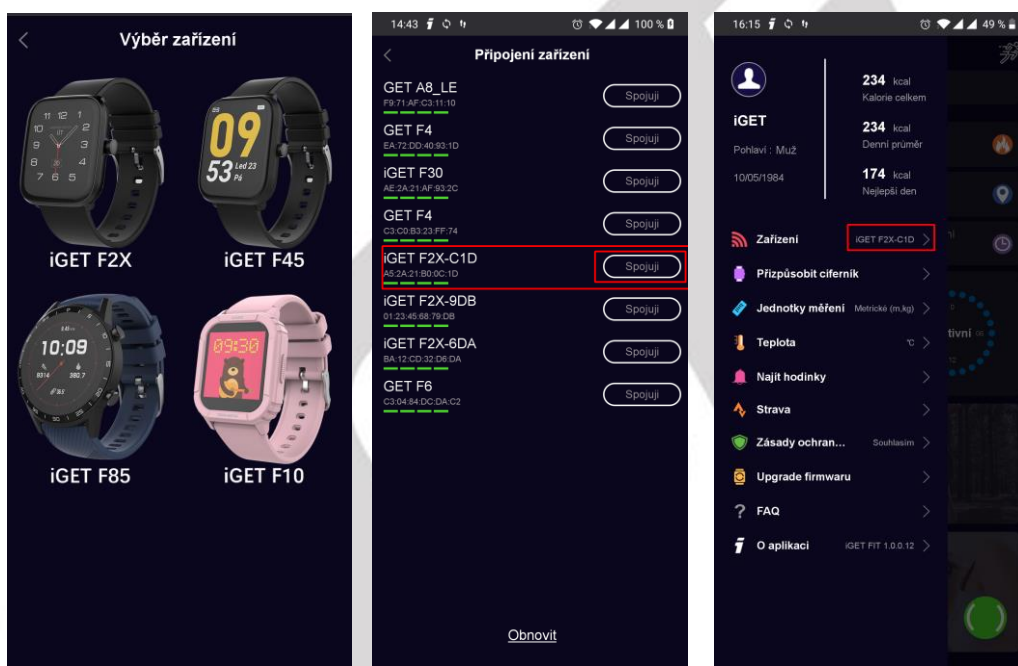 Výběr zařízení
09
53 Led 23
Pá
iGET F2X
iGET F45
10:09
09:30
iGET F85
iGET F10
14:43
100 %
Připojení zařízení
GET A8_LE
F9:71:AF:C3:11:10
Spojuji
GET F4
EA:72:DD:40:93:1D
Spojuji
iGET F30
AE:2A:21:AF:93:2C
Spojuji
GET F4
C3:C0:B3:23:FF:74
Spojuji
iGET F2X-C1D
A5:2A:21:B0:0C:1D
Spojuji
iGET F2X-9DB
01:23:45:68:79:DB
Spojuji
iGET F2X-6DA
BA:12:CD:32:D6:DA
Spojuji
GET F6
C3:04:84:DC:DA:C2
Spojuji
Obnovit
16:15
49 %
iGET
Pohlaví : Muž
10/05/1984
234 kcal
Kalorie celkem
234 kcal
Denní průměr
174 kcal
Nejlepší den
Zařízení iGET F2X-C1D
Přizpůsobit ciferník
Jednotky měření Metrické (m,kg)
Teplota °C
Najít hodinky
Strava
Zásady ochran... Souhlasím
Upgrade firmwaru
FAQ
O aplikaci iGET FIT 1.0.0.12
tivní